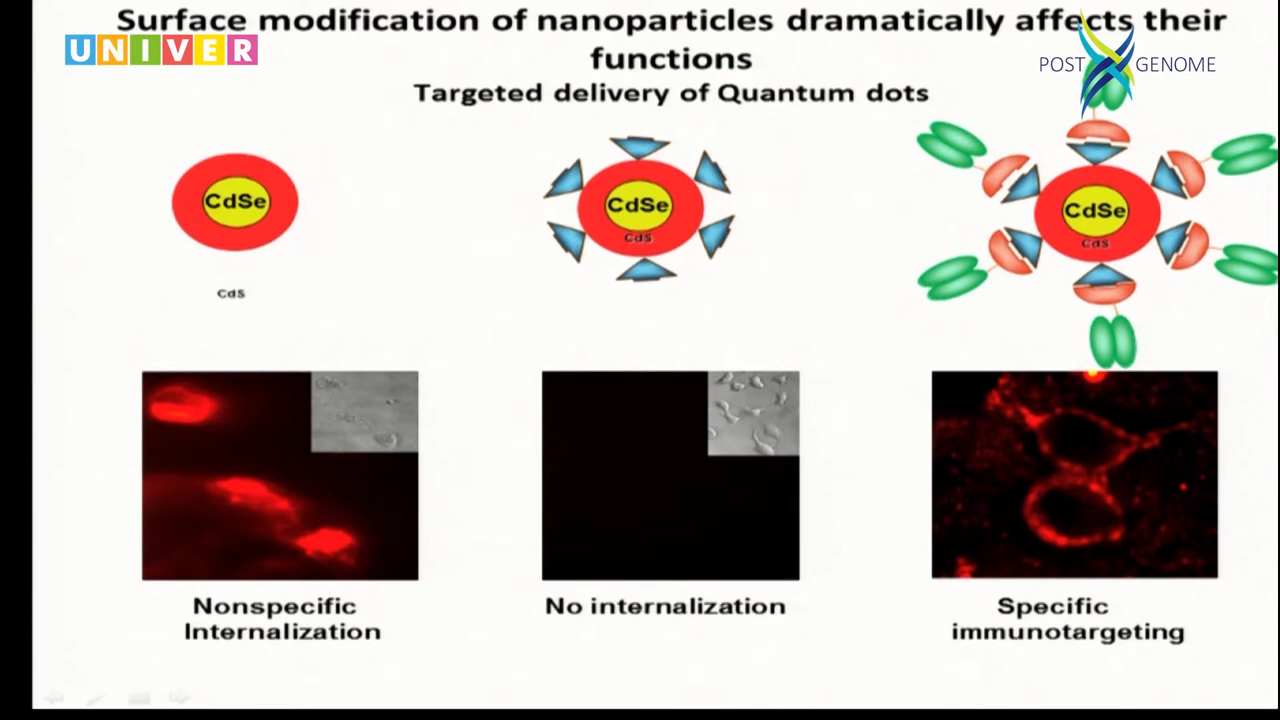 Surface modification of nanoparticles dramatically affects their
functions
UNIVER
POST GENOME
Targeted delivery of Quantum dots
CdSe
CdS
CdSe
CdS
CdSe
CdS
Nonspecific
Internalization
No internalization
Specific
immunotargeting